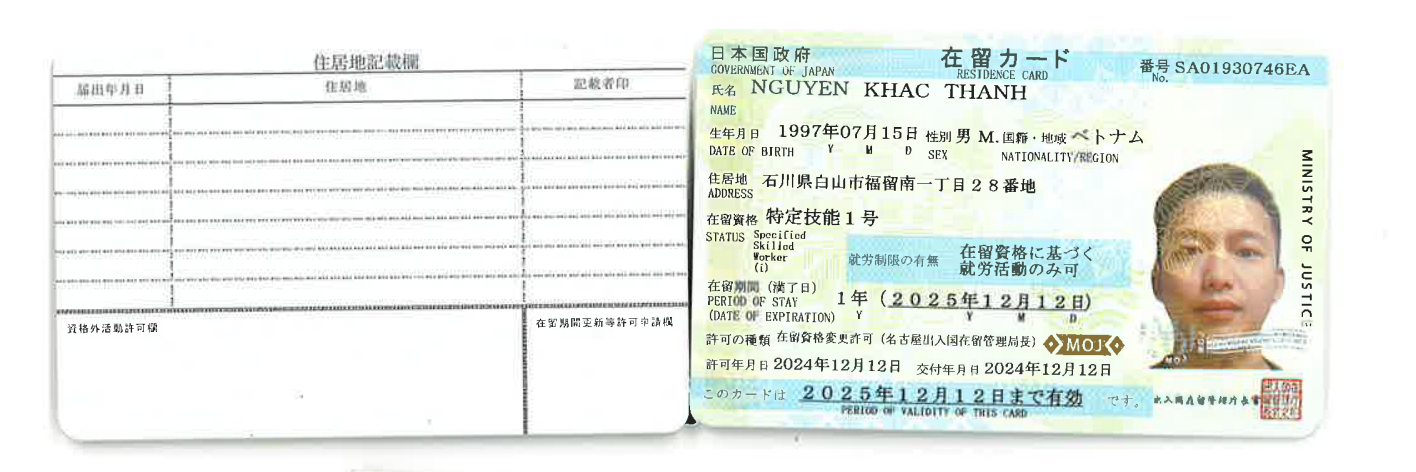 住居地記載欄
届出年月日 住居地 記載者印
資格外活動許可欄
在留期間更新等許可申請欄
日本国政府 在留カード 番号 SA01930746EA
GOVERNMENT OF JAPAN RESIDENCE CARD No.
氏名 NGUYEN KHAC THANH
NAME
生年月日 1997年07月15日 性別 男 M. 国籍・地域 ベトナム
DATE OF BIRTH Y M D SEX NATIONALITY/REGION
住居地 石川県白山市福留南一丁目28番地
ADDRESS
在留資格 特定技能1号
STATUS Specified
Skilled
Worker
(i)
就労制限の有無 在留資格に基づく
就労活動のみ可
在留期間 (満了日)
PERIOD OF STAY 1年 (2025年12月12日)
(DATE OF EXPIRATION) Y Y M D
許可の種類 在留資格変更許可 (名古屋出入国在留管理局長) MOJ
許可年月日 2024年12月12日 交付年月日 2024年12月12日
このカードは 2025年12月12日まで有効 です。
PERIOD OF VALIDITY OF THIS CARD
MINISTRY OF JUSTICE
MOJ